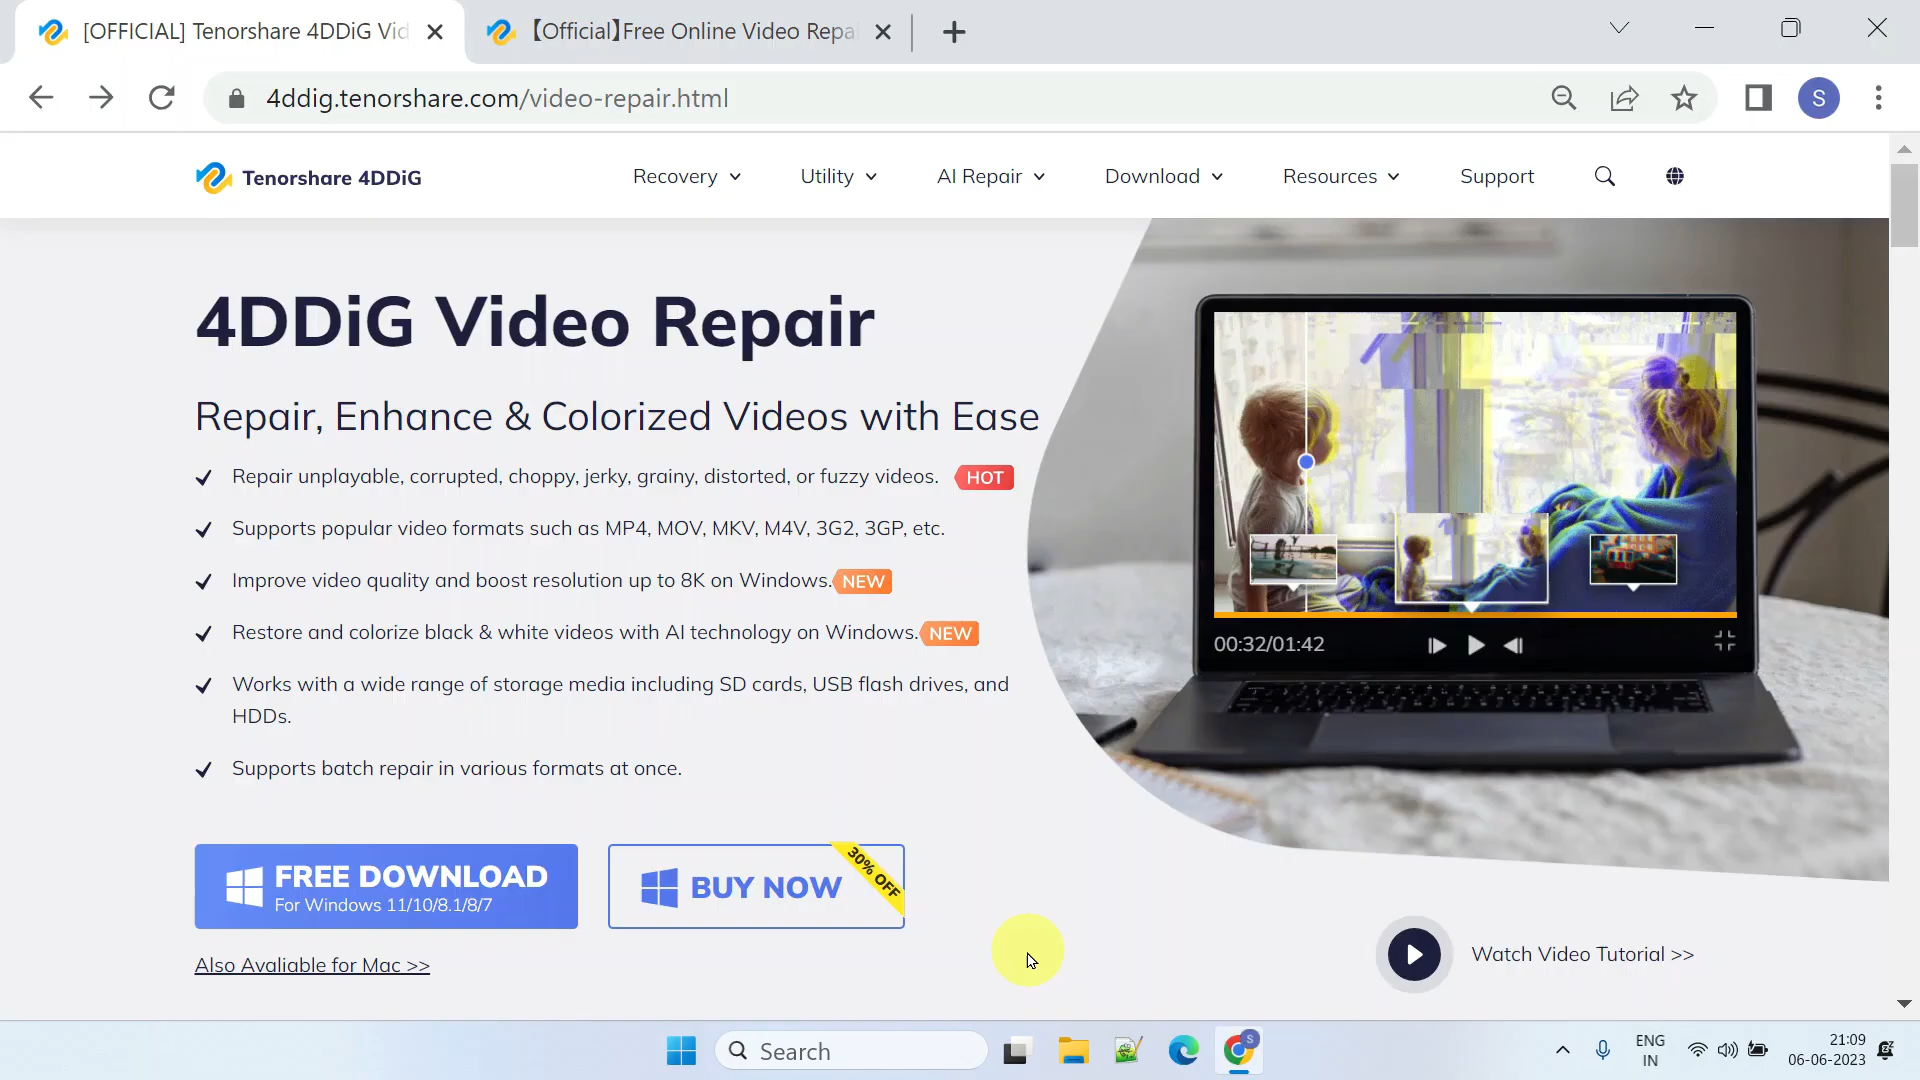 [OFFICIAL] Tenorshare 4DDiG Vid
【Official】Free Online Video Repa
4ddig.tenorshare.com/video-repair.html
S
Tenorshare 4DDiG
Recovery
Utility
AI Repair
Download
Resources
Support
4DDiG Video Repair
Repair, Enhance & Colorized Videos with Ease
Repair unplayable, corrupted, choppy, jerky, grainy, distorted, or fuzzy videos. HOT
Supports popular video formats such as MP4, MOV, MKV, M4V, 3G2, 3GP, etc.
Improve video quality and boost resolution up to 8K on Windows. NEW
Restore and colorize black & white videos with AI technology on Windows. NEW
Works with a wide range of storage media including SD cards, USB flash drives, and
HDDs.
Supports batch repair in various formats at once.
00:32/01:42
FREE DOWNLOAD
For Windows 11/10/8.1/8/7
BUY NOW
30% OFF
Also Avaliable for Mac >>
Watch Video Tutorial >>
Search
S
ENG
IN
21:09
06-06-2023